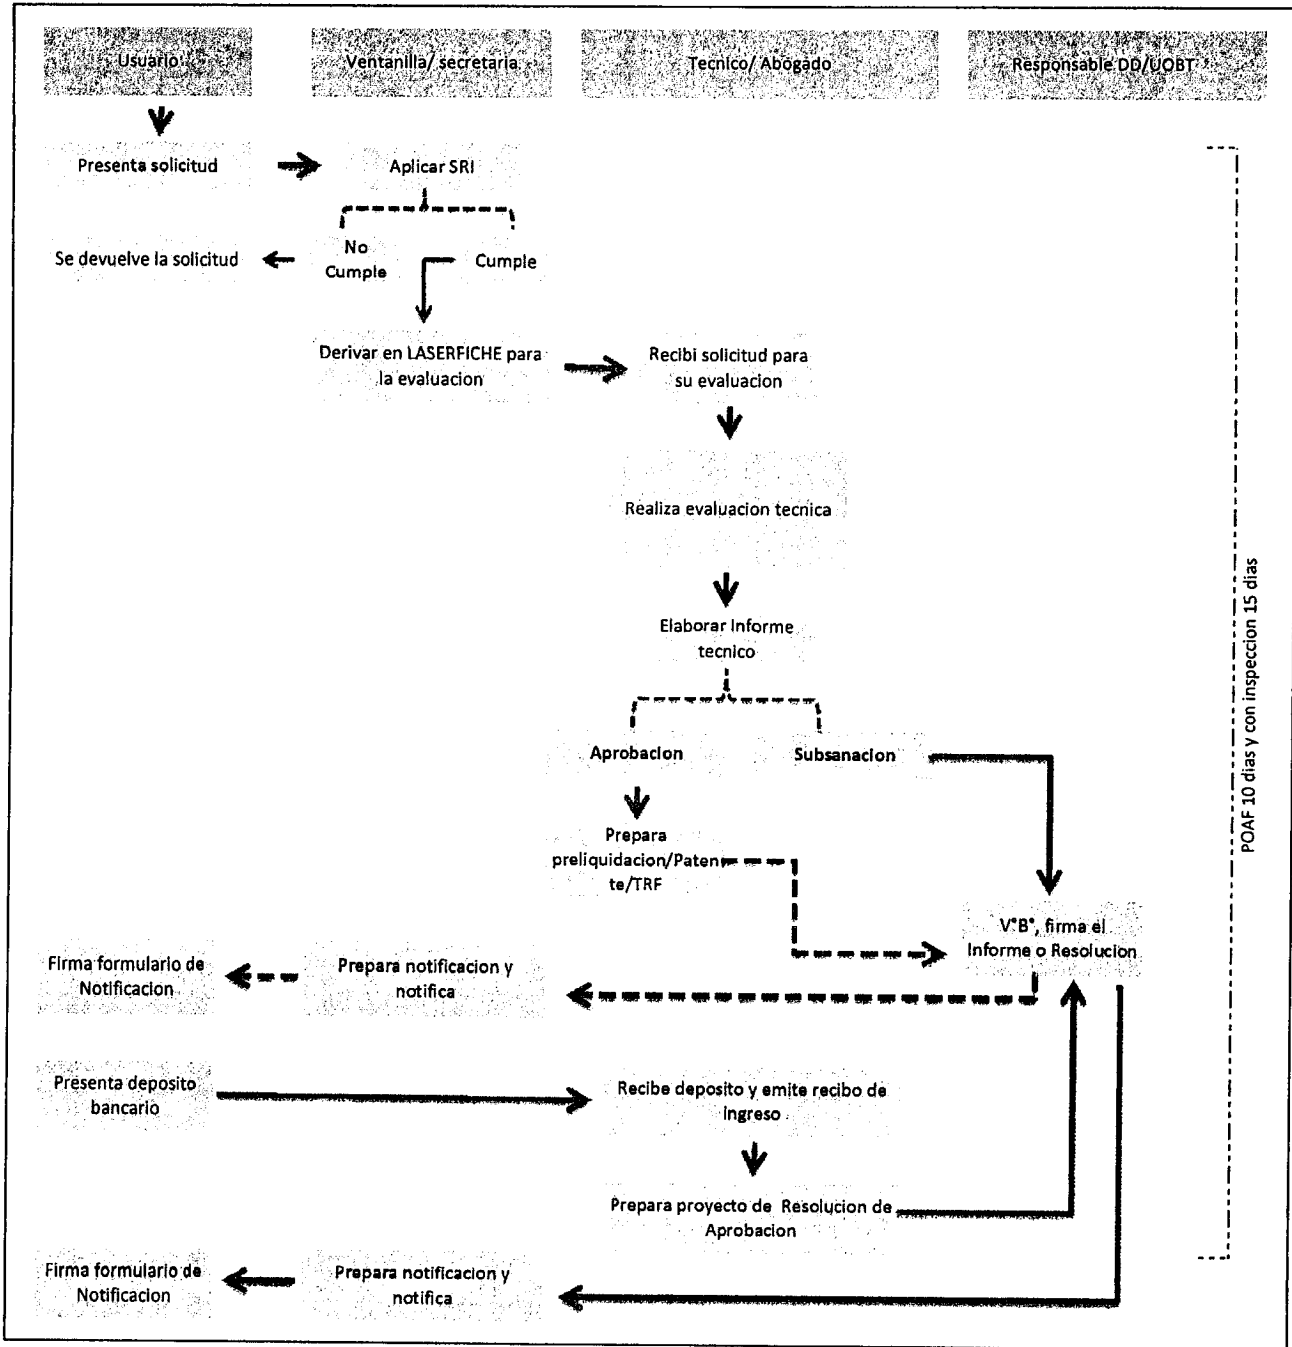 Usuario
Ventanilla/ secretaria
Tecnico/ Abogado
Responsable DD/UOBT
Presenta solicitud
Aplicar SRI
Se devuelve la solicitud
No
Cumple
Cumple
Derivar en LASERFICHE para
la evaluacion
Recibi solicitud para
su evaluacion
Realiza evaluacion tecnica
Elaborar Informe
tecnico
Aprobacion
Subsanacion
Prepara
preliquidacion/Paten
te/TRF
V°B°, firma el
Informe o Resolucion
Firma formulario de
Notificacion
Prepara notificacion y
notifica
Presenta deposito
bancario
Recibe deposito y emite recibo de
ingreso
Prepara proyecto de Resolucion de
Aprobacion
Firma formulario de
Notificacion
Prepara notificacion y
notifica
POAF 10 dias y con inspeccion 15 dias